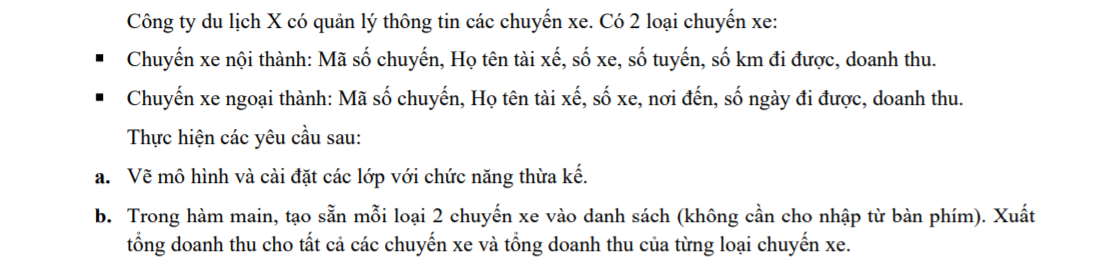 Công ty du lịch X có quản lý thông tin các chuyến xe. Có 2 loại chuyến xe:
▪ Chuyến xe nội thành: Mã số chuyến, Họ tên tài xế, số xe, số tuyến, số km đi được, doanh thu.
▪ Chuyến xe ngoại thành: Mã số chuyến, Họ tên tài xế, số xe, nơi đến, số ngày đi được, doanh thu.
Thực hiện các yêu cầu sau:
a. Vẽ mô hình và cài đặt các lớp với chức năng thừa kế.
b. Trong hàm main, tạo sẵn mỗi loại 2 chuyến xe vào danh sách (không cần cho nhập từ bàn phím). Xuất
tổng doanh thu cho tất cả các chuyến xe và tổng doanh thu của từng loại chuyến xe.